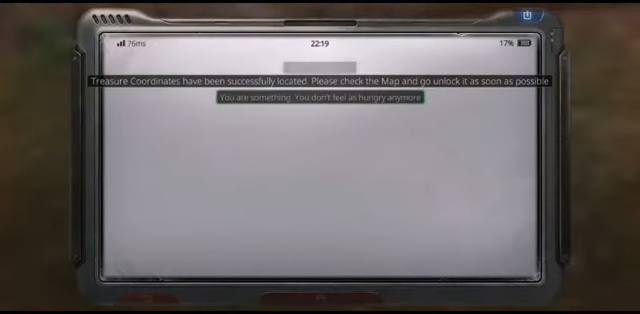 76ms 22:19 17%
Treasure Coordinates have been successfully located. Please check the Map and go unlock it as soon as possible
You are something. You don't feel as hungry anymore